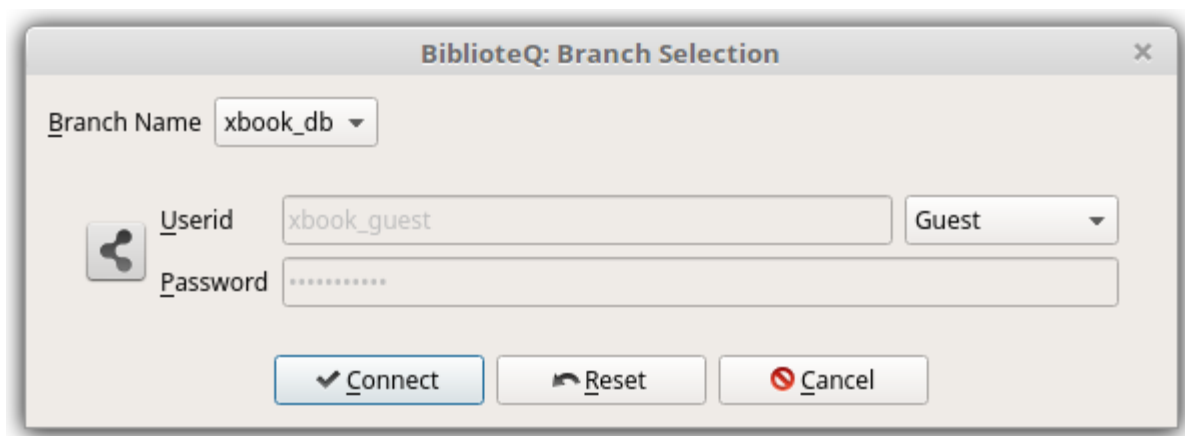 BiblioteQ: Branch Selection
Branch Name xbook_db
Userid xbook_guest Guest
Password •••••••••••
Connect Reset Cancel